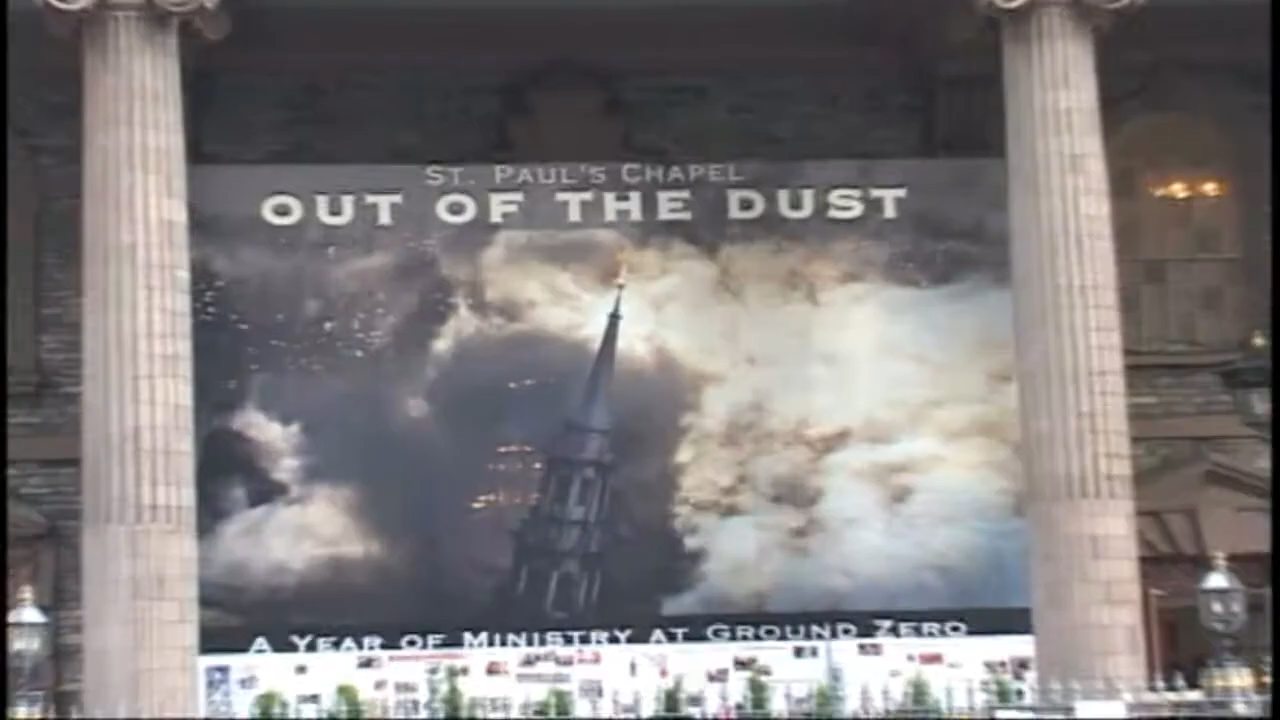 ST. PAUL'S CHAPEL
OUT OF THE DUST
A YEAR OF MINISTRY AT GROUND ZERO